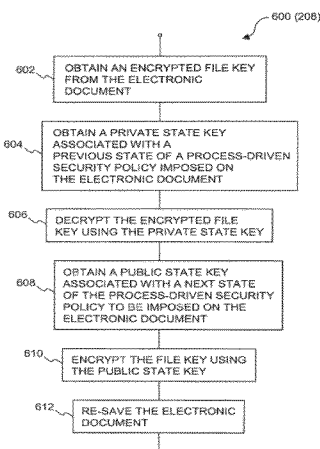 600 (208)
602
OBTAIN AN ENCRYPTED FILE KEY
FROM THE ELECTRONIC
DOCUMENT
604
OBTAIN A PRIVATE STATE KEY
ASSOCIATED WITH A
PREVIOUS STATE OF A PROCESS-DRIVEN
SECURITY POLICY IMPOSED ON
THE ELECTRONIC DOCUMENT
606
DECRYPT THE ENCRYPTED FILE
KEY USING THE PRIVATE STATE KEY
608
OBTAIN A PUBLIC STATE KEY
ASSOCIATED WITH A NEXT STATE
OF THE PROCESS-DRIVEN SECURITY
POLICY TO BE IMPOSED ON THE
ELECTRONIC DOCUMENT
610
ENCRYPT THE FILE KEY USING
THE PUBLIC STATE KEY
612
RE-SAVE THE ELECTRONIC
DOCUMENT